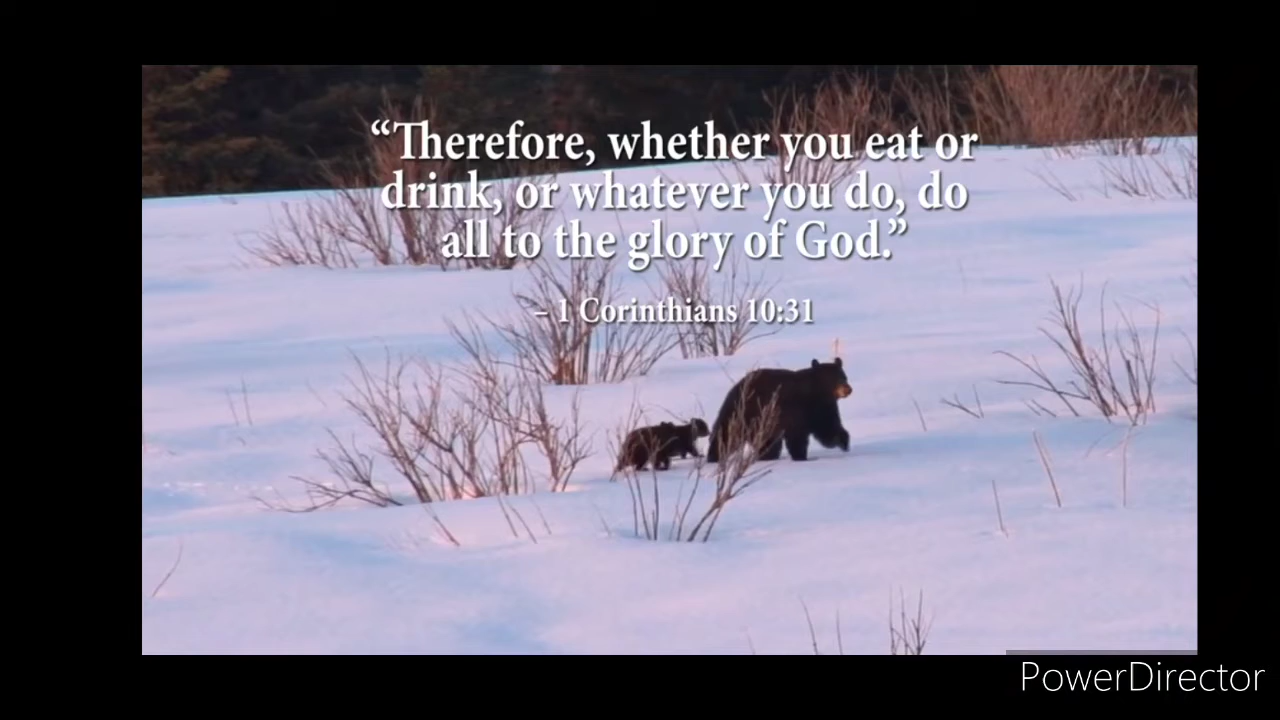 “Therefore, whether you eat or
drink, or whatever you do, do
all to the glory of God.”
– 1 Corinthians 10:31
PowerDirector